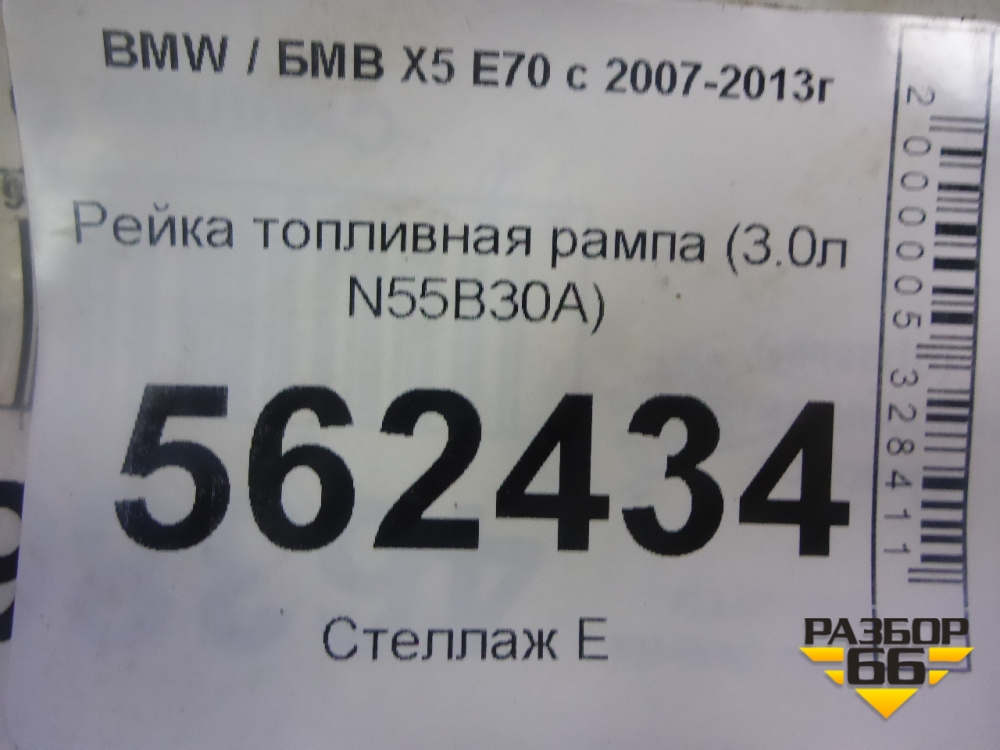 BMW / БМВ X5 E70 с 2007-2013г
Рейка топливная рампа (3.0л
N55B30A)
562434
Стеллаж Е
2000005328411
РАЗБОР
66